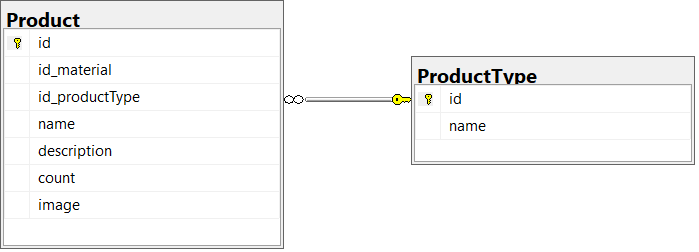 Product
id
id_material
id_productType
name
description
count
image
ProductType
id
name